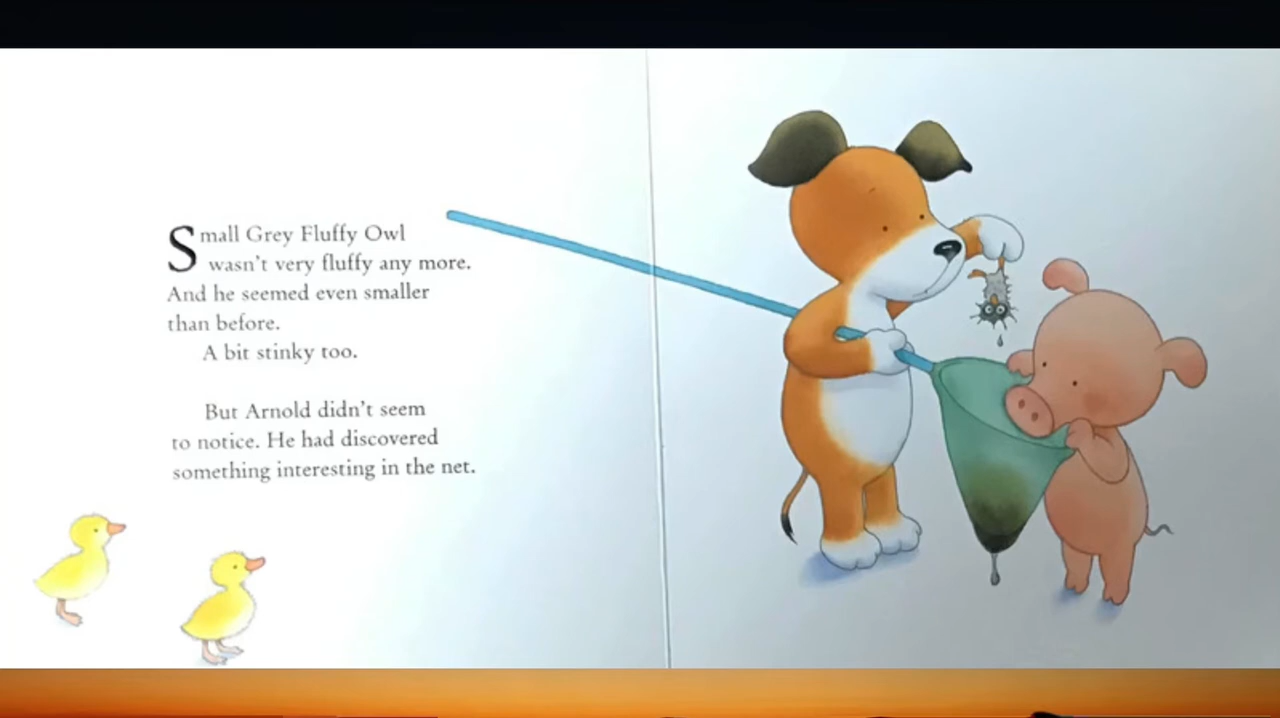 Small Grey Fluffy Owl
wasn't very fluffy any more.
And he seemed even smaller
than before.
A bit stinky too.
But Arnold didn't seem
to notice. He had discovered
something interesting in the net.